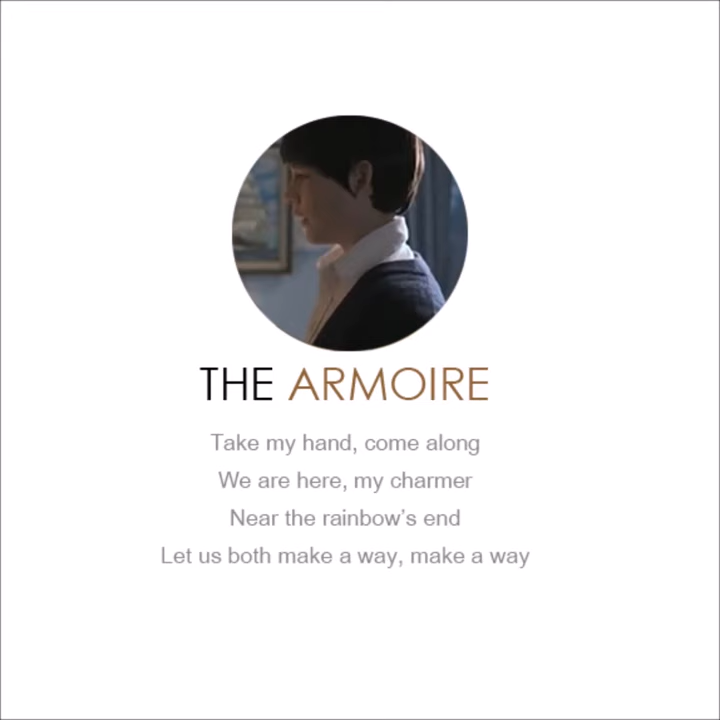 THE ARMOIRE
Take my hand, come along
We are here, my charmer
Near the rainbow’s end
Let us both make a way, make a way